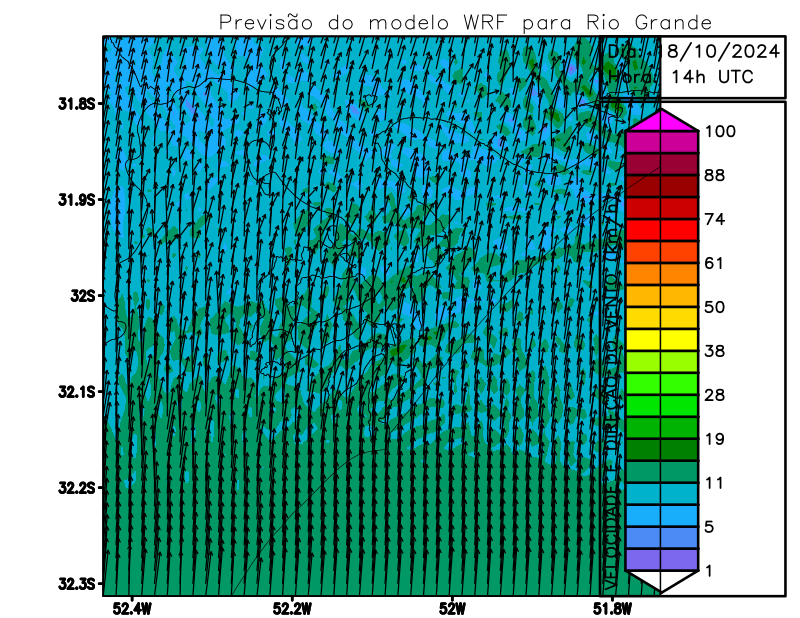 Previsão do modelo WRF para Rio Grande
Dia: 8/10/2024
Hora: 14h UTC
31.8S
31.9S
32S
32.1S
32.2S
32.3S
52.4W
52.2W
52W
51.8W
VELOCIDADE E DIREÇÃO DO VENTO (km/h)
100
88
74
61
50
38
28
19
11
5
1